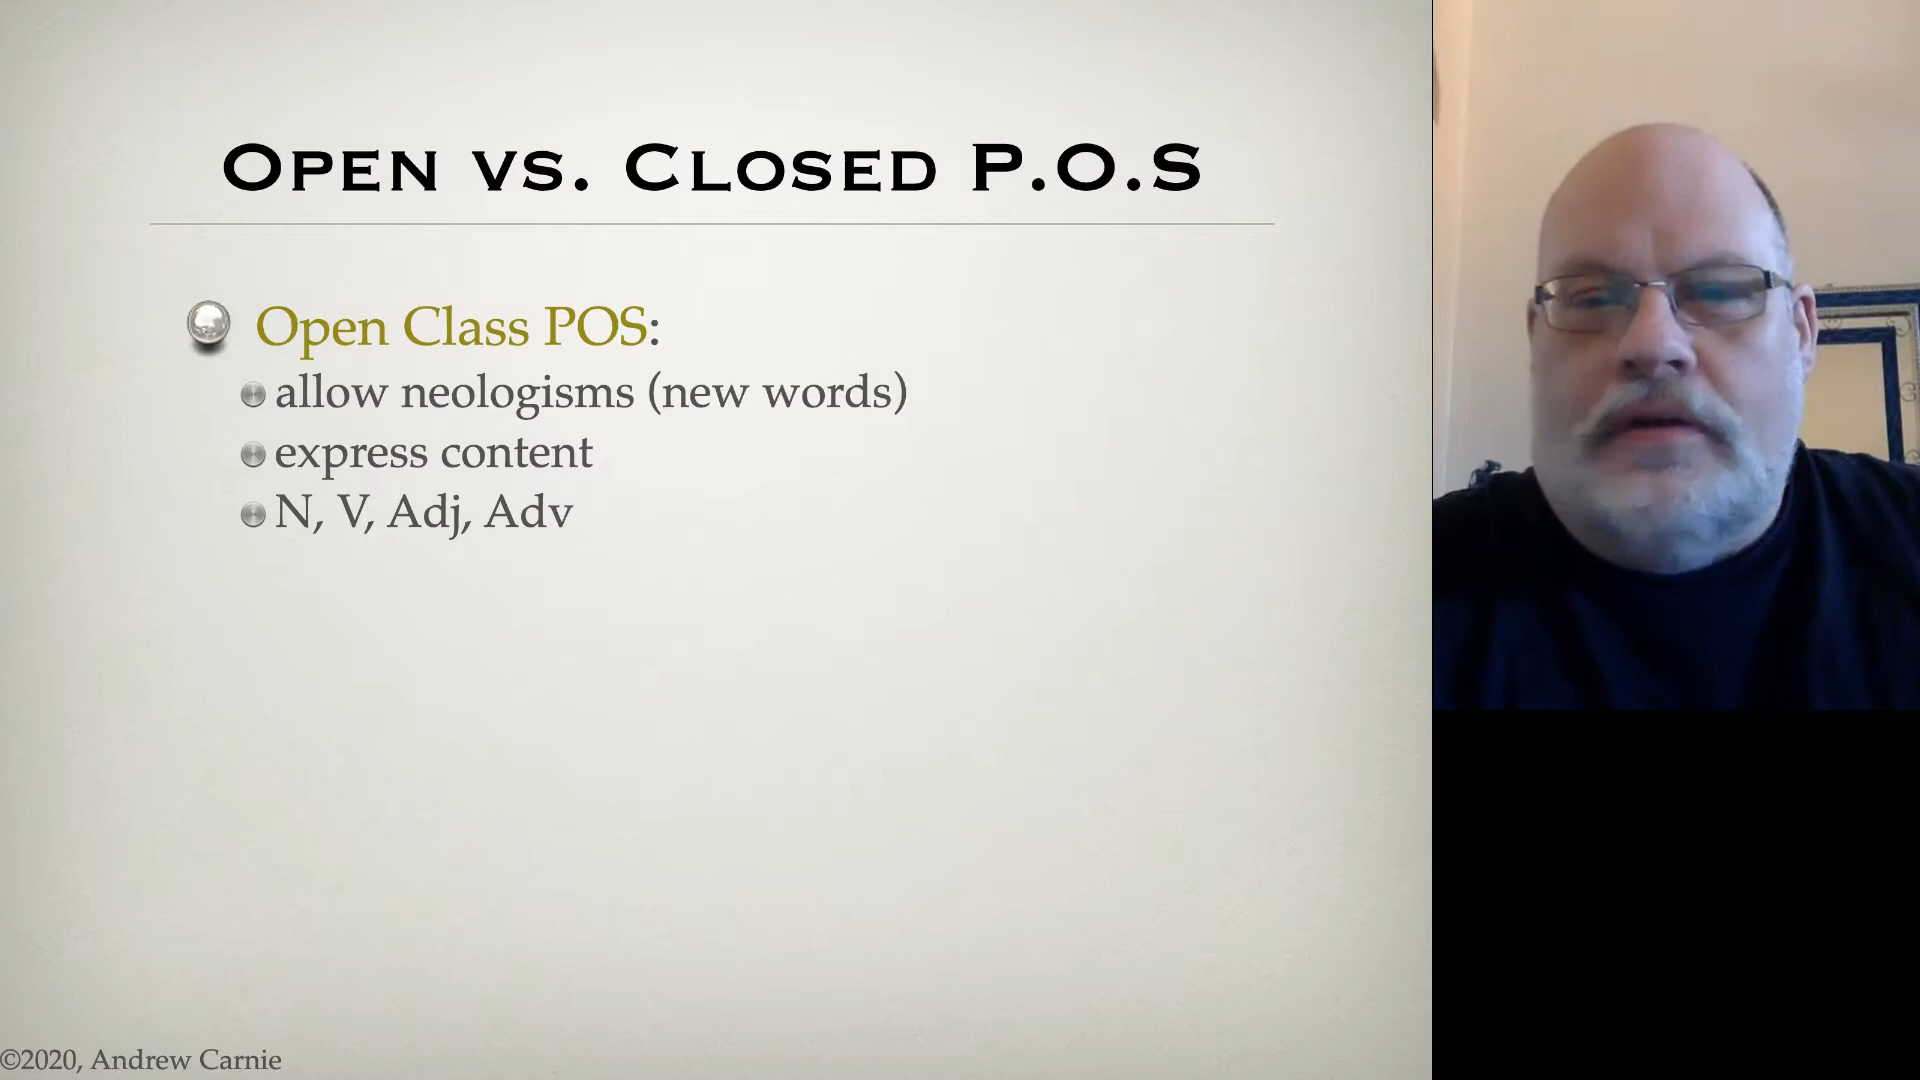 Open vs. Closed P.O.S
Open Class POS:
allow neologisms (new words)
express content
N, V, Adj, Adv
©2020, Andrew Carnie